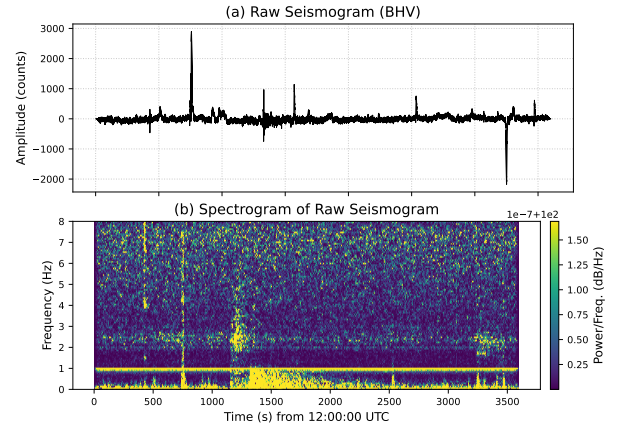 (a) Raw Seismogram (BHV)
3000
2000
1000
0
−1000
−2000
Amplitude (counts)
(b) Spectrogram of Raw Seismogram
1e-7+1e2
8
7
6
5
4
3
2
1
0
Frequency (Hz)
0 500 1000 1500 2000 2500 3000 3500
Time (s) from 12:00:00 UTC
1.50
1.25
1.00
0.75
0.50
0.25
Power/Freq. (dB/Hz)